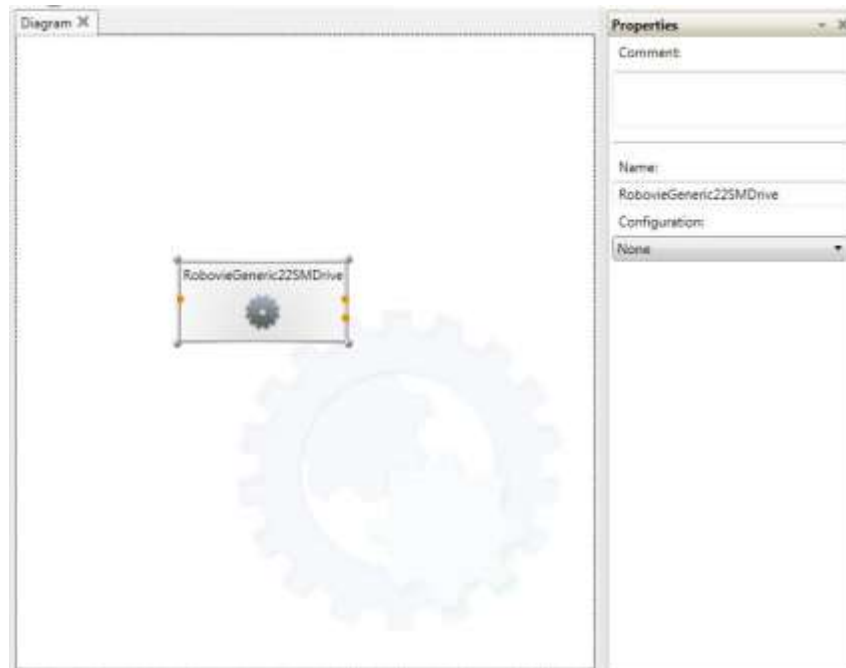 Diagram
Properties
Comment:
Name:
RobovieGeneric22SMDrive
Configuration:
None
RobovieGeneric22SMDrive